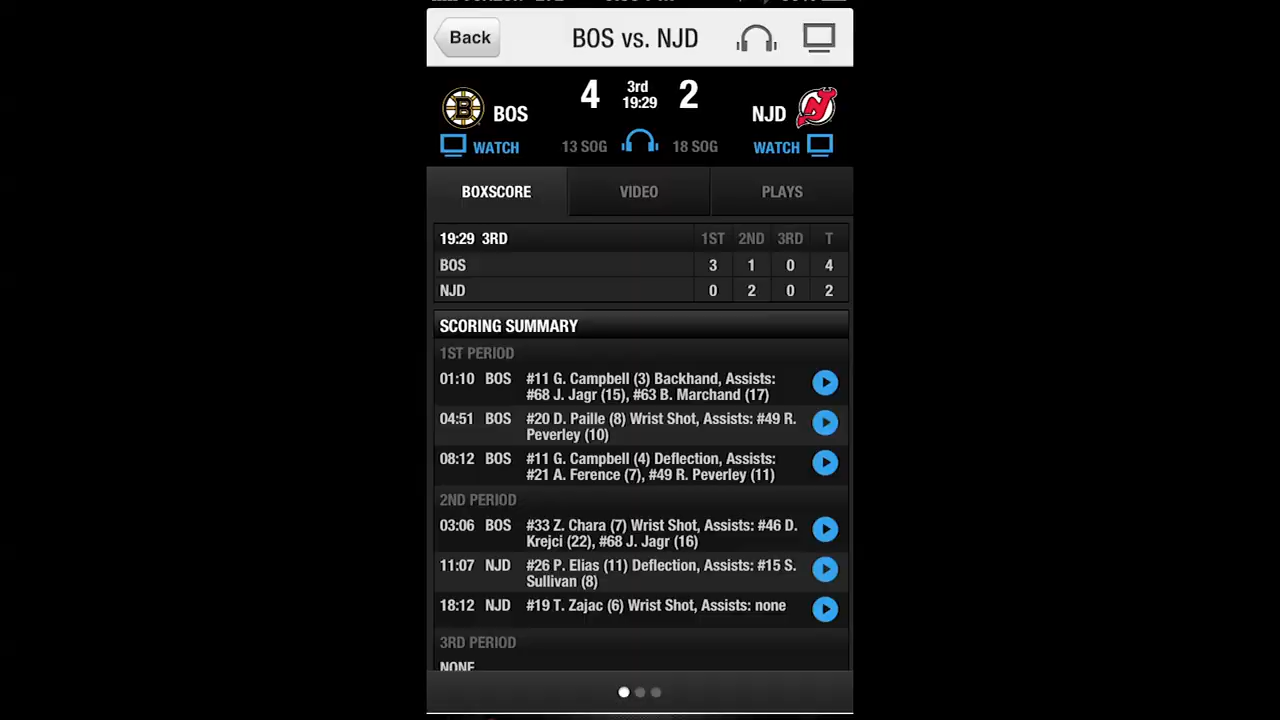 Back BOS vs. NJD
BOS 4 3rd 2 NJD
19:29
WATCH 13 SOG 18 SOG WATCH
BOXSCORE VIDEO PLAYS
19:29 3RD 1ST 2ND 3RD T
BOS 3 1 0 4
NJD 0 2 0 2
SCORING SUMMARY
1ST PERIOD
01:10 BOS #11 G. Campbell (3) Backhand, Assists:
#68 J. Jagr (15), #63 B. Marchand (17)
04:51 BOS #20 D. Paille (8) Wrist Shot, Assists: #49 R.
Peverley (10)
08:12 BOS #11 G. Campbell (4) Deflection, Assists:
#21 A. Ference (7), #49 R. Peverley (11)
2ND PERIOD
03:06 BOS #33 Z. Chara (7) Wrist Shot, Assists: #46 D.
Krejci (22), #68 J. Jagr (16)
11:07 NJD #26 P. Elias (11) Deflection, Assists: #15 S.
Sullivan (8)
18:12 NJD #19 T. Zajac (6) Wrist Shot, Assists: none
3RD PERIOD
NONE